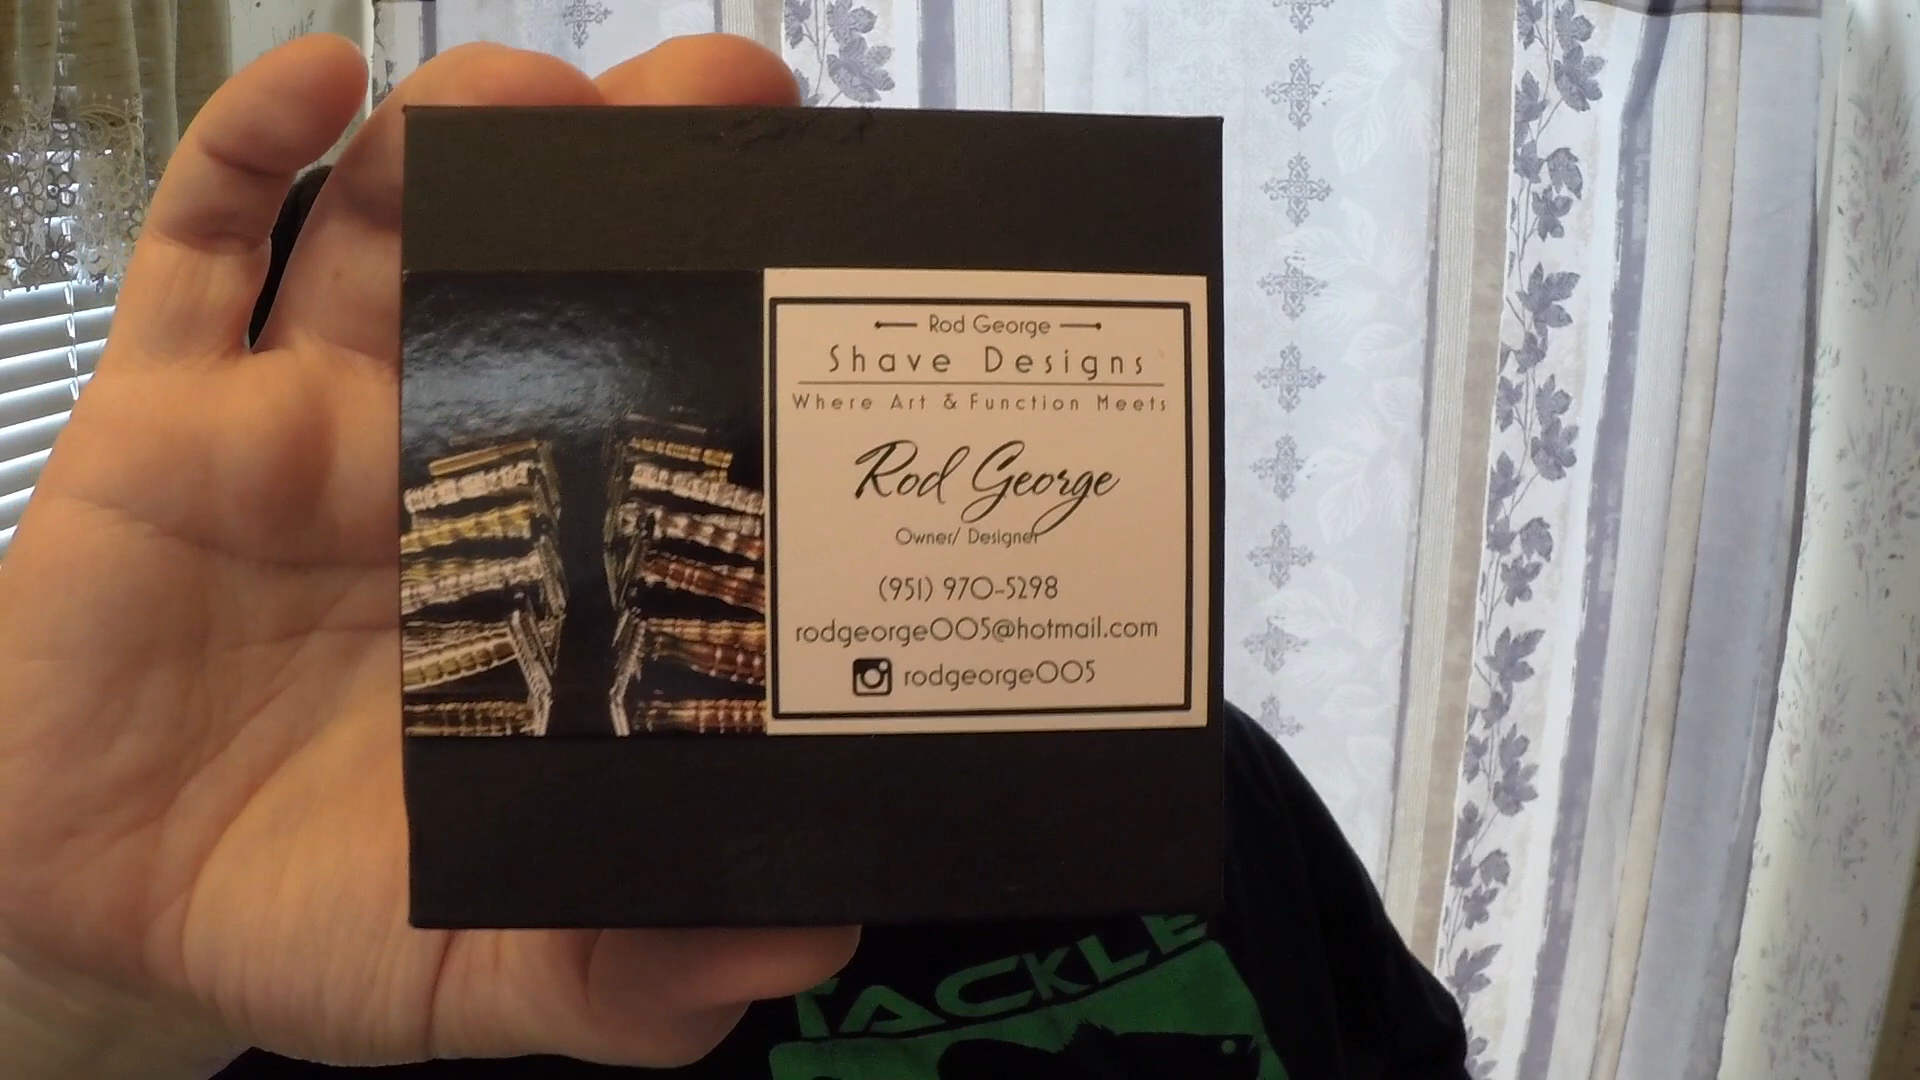 Rod George
Shave Designs
Where Art & Function Meets
Rod George
Owner/ Designer
(951) 970-5298
rodgeorge005@hotmail.com
rodgeorge005
TACKLE